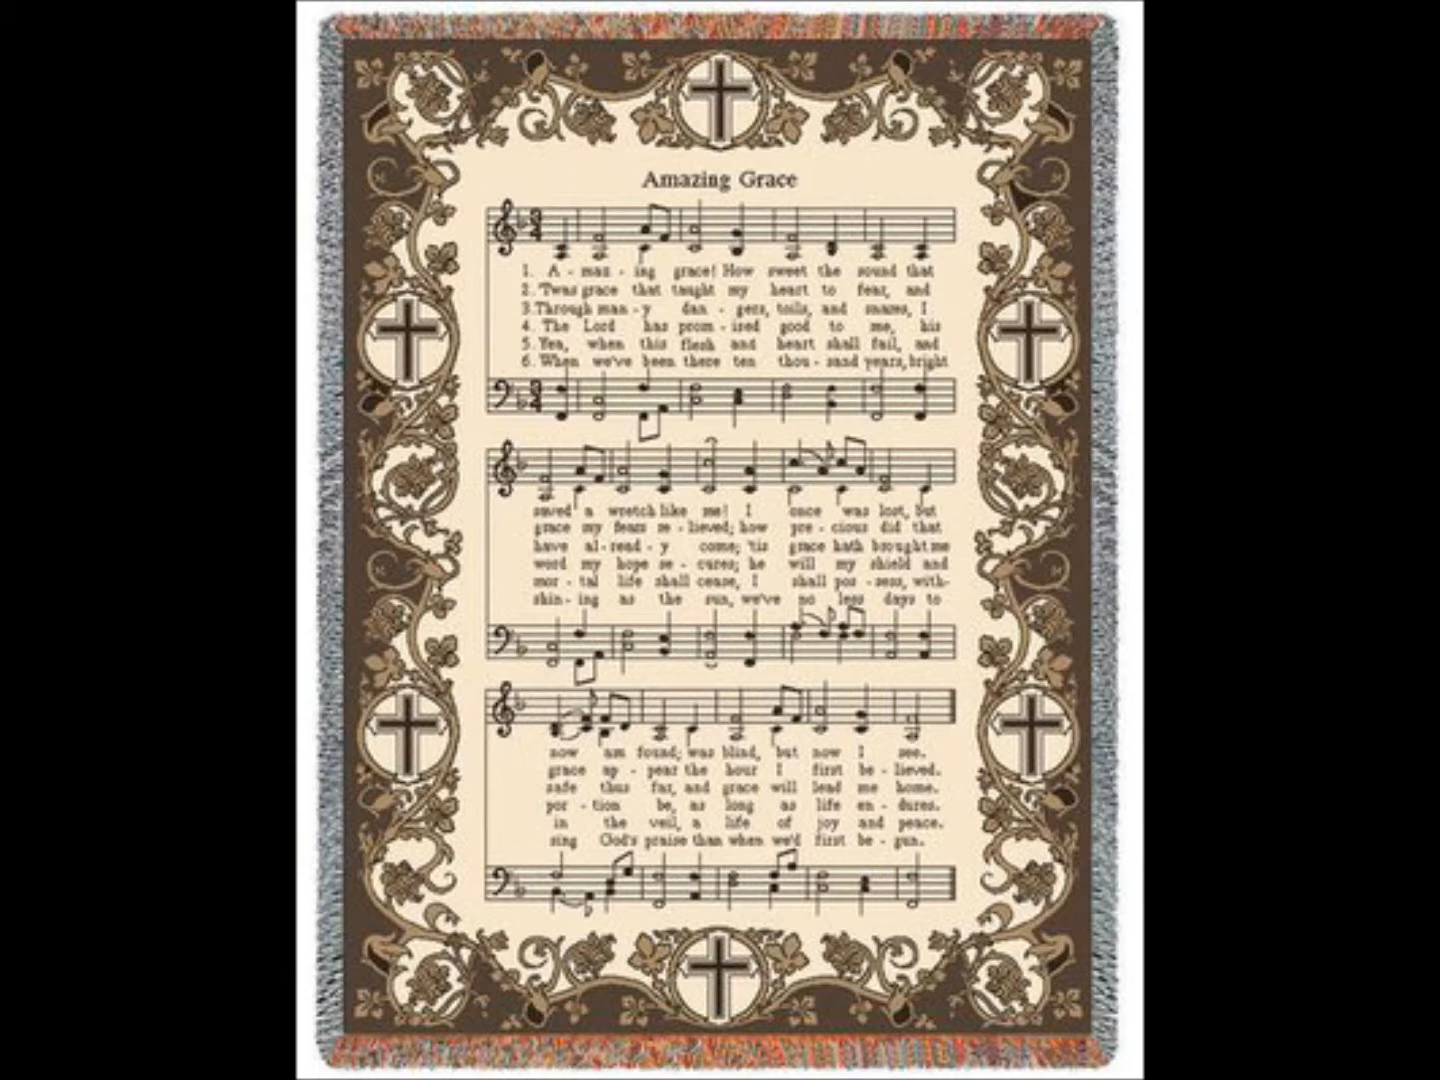 Amazing Grace
1. A - maz - ing grace! How sweet the sound that
2. 'Twas grace that taught my heart to fear, and
3. Through man - y dan - gers, toils, and snares, I
4. The Lord has prom - ised good to me, his
5. Yea, when this flesh and heart shall fail, and
6. When we've been there ten thou - sand years, bright
saved a wretch like me! I once was lost, but
grace my fears re - lieved; how pre - cious did that
have al - read - y come; 'tis grace hath brought me
word my hope se - cures; he will my shield and
mor - tal life shall cease, I shall pos - sess, with-
shin - ing as the sun, we've no less days to
now am found; was blind, but now I see.
grace ap - pear the hour I first be - lieved.
safe thus far, and grace will lead me home.
por - tion be, as long as life en - dures.
in the veil, a life of joy and peace.
sing God's praise than when we'd first be - gun.